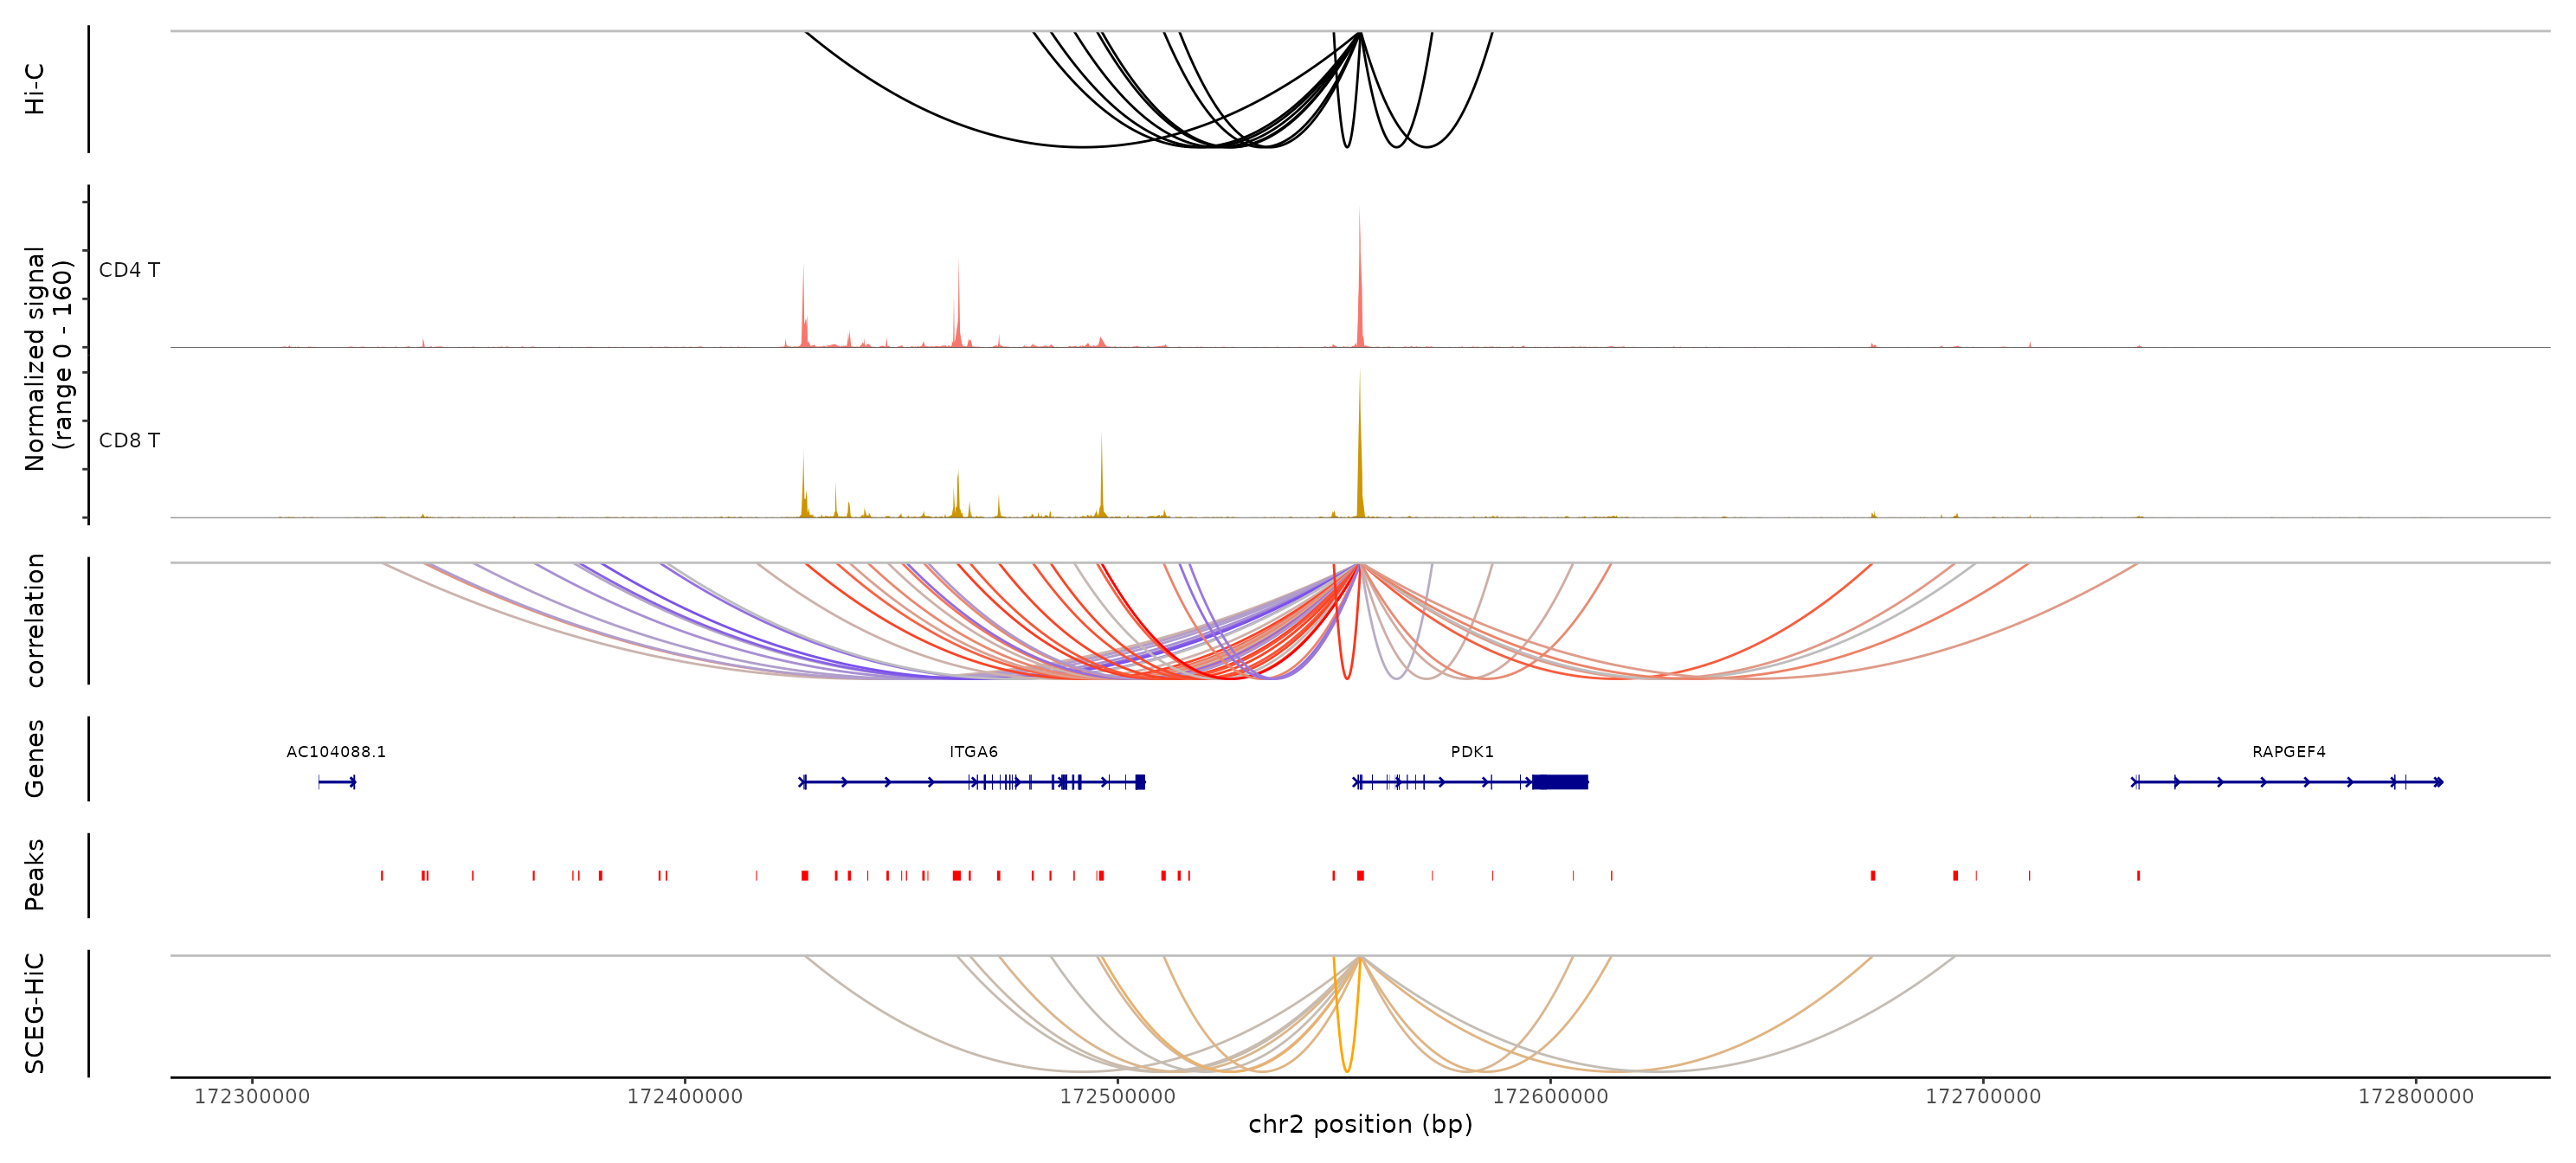 Hi-C
Normalized signal
(range 0 - 160)
CD4 T
CD8 T
correlation
Genes
AC104088.1
ITGA6
PDK1
RAPGEF4
Peaks
SCEG-HiC
172300000
172400000
172500000
172600000
172700000
172800000
chr2 position (bp)